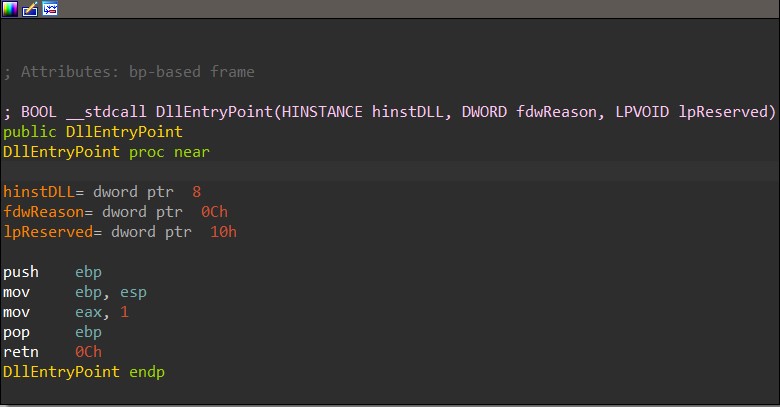 ; Attributes: bp-based frame
; BOOL __stdcall DllEntryPoint(HINSTANCE hinstDLL, DWORD fdwReason, LPVOID lpReserved)
public DllEntryPoint
DllEntryPoint proc near
hinstDLL= dword ptr  8
fdwReason= dword ptr  0Ch
lpReserved= dword ptr  10h
push    ebp
mov     ebp, esp
mov     eax, 1
pop     ebp
retn    0Ch
DllEntryPoint endp